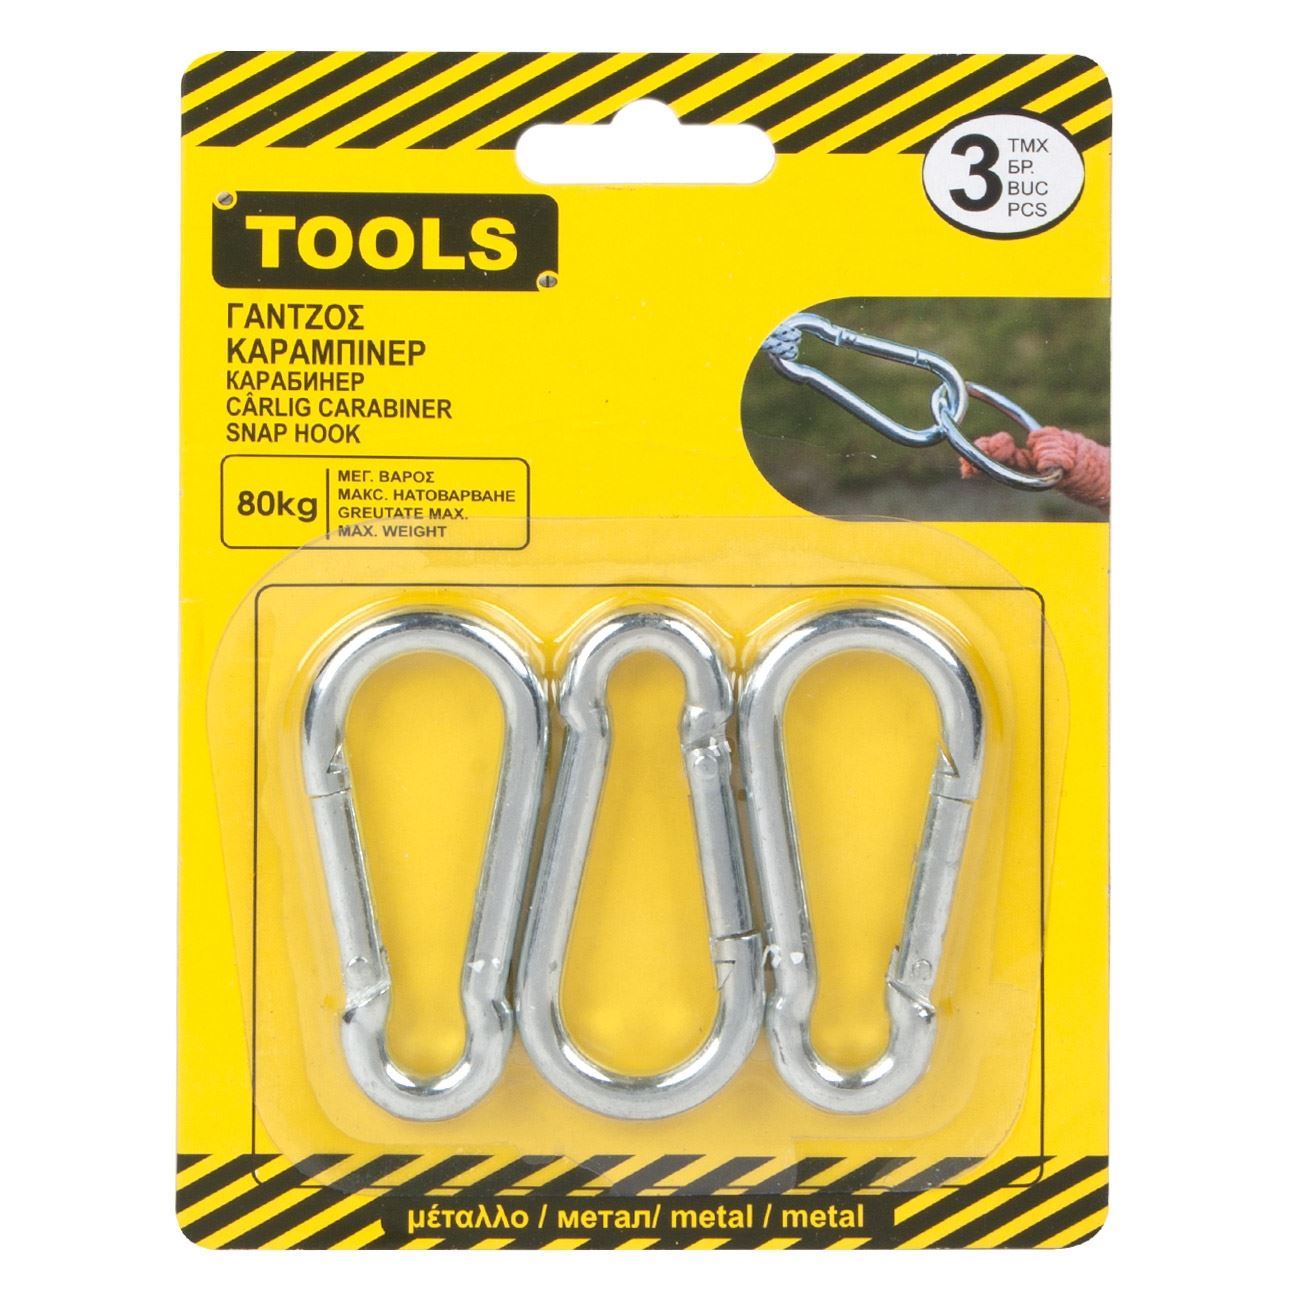 3
ΤΜΧ
БР.
BUC
PCS
TOOLS
ΓΑΝΤΖΟΣ
ΚΑΡΑΜΠΙΝΕΡ
КАРАБИНЕР
CÂRLIG CARABINER
SNAP HOOK
80kg
ΜΕΓ. ΒΑΡΟΣ
МАКС. НАТОВАРВАНЕ
GREUTATE MAX.
MAX. WEIGHT
μέταλλο / метал/ metal / metal